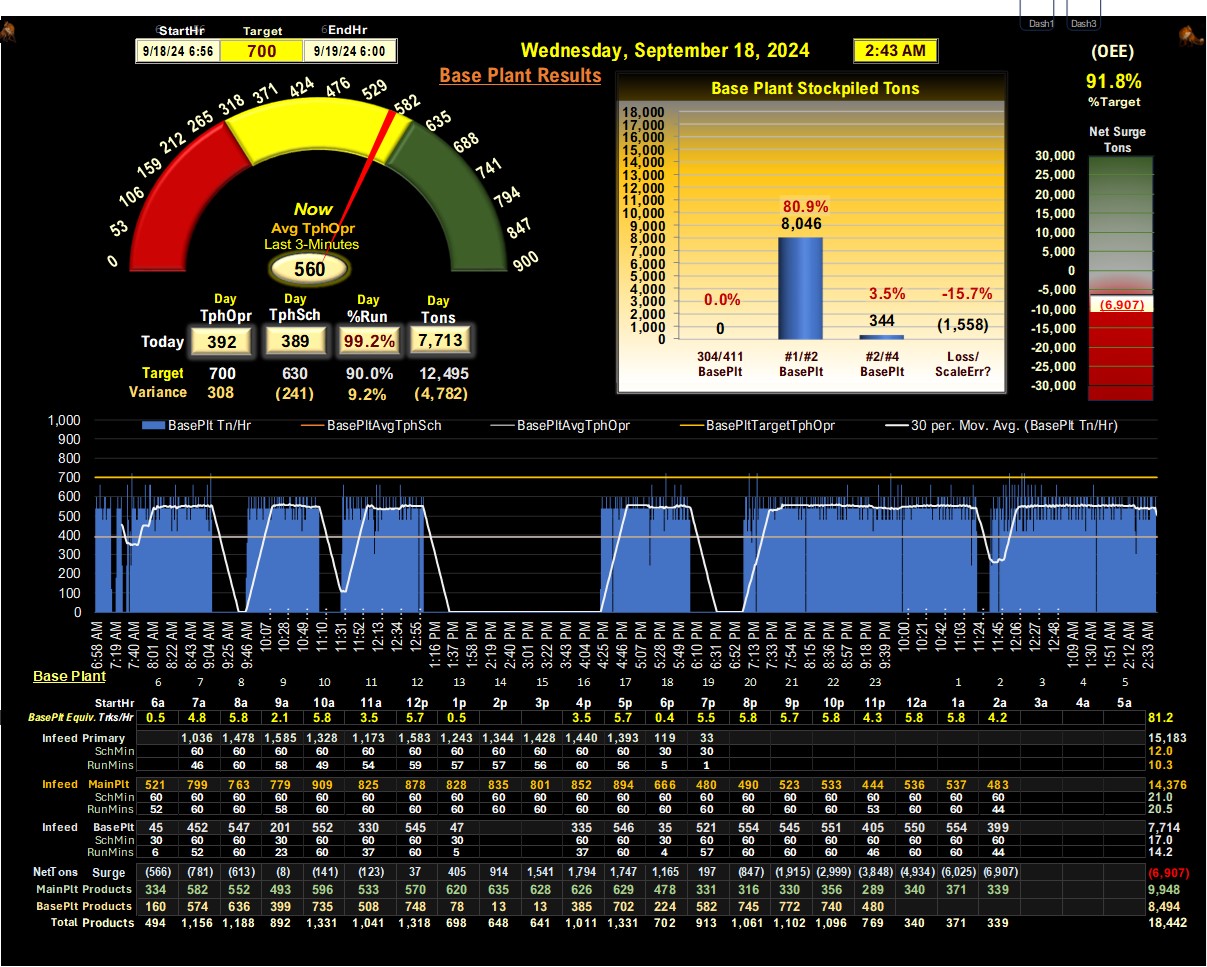 Dash1 Dash3
StartHr Target EndHr
9/18/24 6:56 700 9/19/24 6:00
Wednesday, September 18, 2024 2:43 AM
(OEE)
91.8%
%Target
Base Plant Results
Base Plant Stockpiled Tons
Net Surge
Tons
0 53 106 159 212 265 318 371 424 476 529 582 635 688 741 794 847 900
Now
Avg TphOpr
Last 3-Minutes
560
Day TphOpr Day TphSch Day %Run Day Tons
Today 392 389 99.2% 7,713
Target 700 630 90.0% 12,495
Variance 308 (241) 9.2% (4,782)
18,000
17,000
16,000
15,000
14,000
13,000
12,000
11,000
10,000
9,000
8,000
7,000
6,000
5,000
4,000
3,000
2,000
1,000
0
0.0% 80.9% 3.5% -15.7%
0 8,046 344 (1,558)
304/411 BasePlt #1/#2 BasePlt #2/#4 BasePlt Loss/ ScaleErr?
30,000
25,000
20,000
15,000
10,000
5,000
0
-5,000
-10,000
-15,000
-20,000
-25,000
-30,000
(6,907)
BasePlt Tn/Hr BasePltAvgTphSch BasePltAvgTphOpr BasePltTargetTphOpr 30 per. Mov. Avg. (BasePlt Tn/Hr)
1,000
900
800
700
600
500
400
300
200
100
0
6:58 AM 7:19 AM 7:40 AM 8:01 AM 8:22 AM 8:43 AM 9:04 AM 9:25 AM 9:46 AM 10:07... 10:28... 10:49... 11:10... 11:31... 11:52... 12:13... 12:34... 12:55... 1:16 PM 1:37 PM 1:58 PM 2:19 PM 2:40 PM 3:01 PM 3:22 PM 3:43 PM 4:04 PM 4:25 PM 4:46 PM 5:07 PM 5:28 PM 5:49 PM 6:10 PM 6:31 PM 6:52 PM 7:13 PM 7:33 PM 7:54 PM 8:15 PM 8:36 PM 8:57 PM 9:18 PM 9:39 PM 10:00... 10:21... 10:42... 11:03... 11:24... 11:45... 12:06... 12:27... 12:48... 1:09 AM 1:30 AM 1:51 AM 2:12 AM 2:33 AM
Base Plant
6 7 8 9 10 11 12 13 14 15 16 17 18 19 20 21 22 23 1 2 3 4 5
StartHr 6a 7a 8a 9a 10a 11a 12p 1p 2p 3p 4p 5p 6p 7p 8p 9p 10p 11p 12a 1a 2a 3a 4a 5a
BasePlt Equiv. Trks/Hr 0.5 4.8 5.8 2.1 5.8 3.5 5.7 0.5 3.5 5.7 0.4 5.5 5.8 5.7 5.8 4.3 5.8 5.8 4.2 81.2
Infeed Primary 1,036 1,478 1,585 1,328 1,173 1,583 1,243 1,344 1,428 1,440 1,393 119 33 15,183
SchMin 60 60 60 60 60 60 60 60 60 60 60 30 30 12.0
RunMins 46 60 58 49 54 59 57 57 56 60 56 5 1 10.3
Infeed MainPlt 521 799 763 779 909 825 878 828 835 801 852 894 666 480 490 523 533 444 536 537 483 14,376
SchMin 60 60 60 60 60 60 60 60 60 60 60 60 60 60 60 60 60 60 60 60 60 21.0
RunMins 52 60 60 58 60 60 60 60 60 60 60 60 60 60 60 60 60 53 60 60 44 20.5
Infeed BasePlt 45 452 547 201 552 330 545 47 335 546 35 521 554 545 551 405 550 554 399 7,714
SchMin 30 60 60 30 60 60 60 30 60 60 30 60 60 60 60 60 60 60 60 17.0
RunMins 6 52 60 23 60 37 60 5 37 60 4 57 60 60 60 46 60 60 44 14.2
NetTons Surge (566) (781) (613) (8) (141) (123) 37 405 914 1,541 1,794 1,747 1,165 197 (847) (1,915) (2,999) (3,848) (4,934) (6,025) (6,907) (6,907)
MainPlt Products 334 582 552 493 596 533 570 620 635 628 626 629 478 331 316 330 356 289 340 371 339 9,948
BasePlt Products 160 574 636 399 735 508 748 78 13 13 385 702 224 582 745 772 740 480 8,494
Total Products 494 1,156 1,188 892 1,331 1,041 1,318 698 648 641 1,011 1,331 702 913 1,061 1,102 1,096 769 340 371 339 18,442